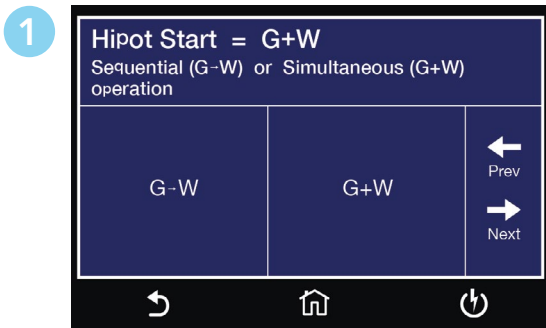 1
Hipot Start = G+W
Sequential (G→W) or Simultaneous (G+W)
operation
G→W
G+W
Prev
Next